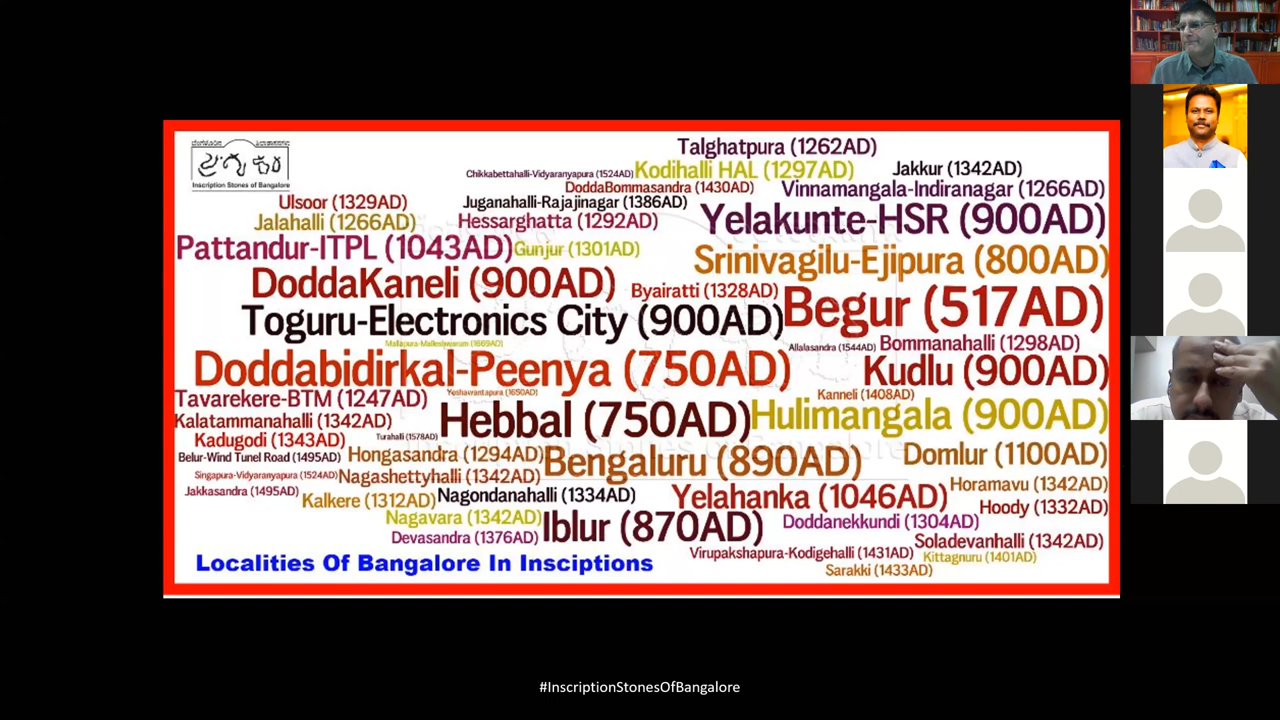 Inscription Stones of Bangalore
Talghatpura (1262AD)
Chikkabettahalli-Vidyaranyapura (1524AD) Kodihalli HAL (1297AD) Jakkur (1342AD)
DoddaBommasandra (1430AD) Vinnamangala-Indiranagar (1266AD)
Ulsoor (1329AD) Juganahalli-Rajajinagar (1386AD)
Jalahalli (1266AD) Hessarghatta (1292AD) Yelakunte-HSR (900AD)
Pattandur-ITPL (1043AD) Gunjur (1301AD) Srinivagilu-Ejipura (800AD)
DoddaKaneli (900AD) Byairatti (1328AD) Begur (517AD)
Toguru-Electronics City (900AD)
Mallapura-Malleshwaram (1669AD) Allalasandra (1544AD) Bommanahalli (1298AD)
Doddabidirkal-Peenya (750AD) Kudlu (900AD)
Tavarekere-BTM (1247AD) Yeshawantapura (1650AD) Kanneli (1408AD)
Kalatammanahalli (1342AD) Hebbal (750AD) Hulimangala (900AD)
Kadugodi (1343AD) Turahalli (1578AD)
Belur-Wind Tunel Road (1495AD) Hongasandra (1294AD) Bengaluru (890AD) Domlur (1100AD)
Singapura-Vidyaranyapura (1524AD) Nagashettyhalli (1342AD) Horamavu (1342AD)
Jakkasandra (1495AD) Kalkere (1312AD) Nagondanahalli (1334AD) Yelahanka (1046AD) Hoody (1332AD)
Nagavara (1342AD) Iblur (870AD) Doddanekkundi (1304AD)
Devasandra (1376AD) Soladevanhalli (1342AD)
Virupakshapura-Kodigehalli (1431AD) Kittagnuru (1401AD)
Localities Of Bangalore In Insciptions Sarakki (1433AD)
#InscriptionStonesOfBangalore